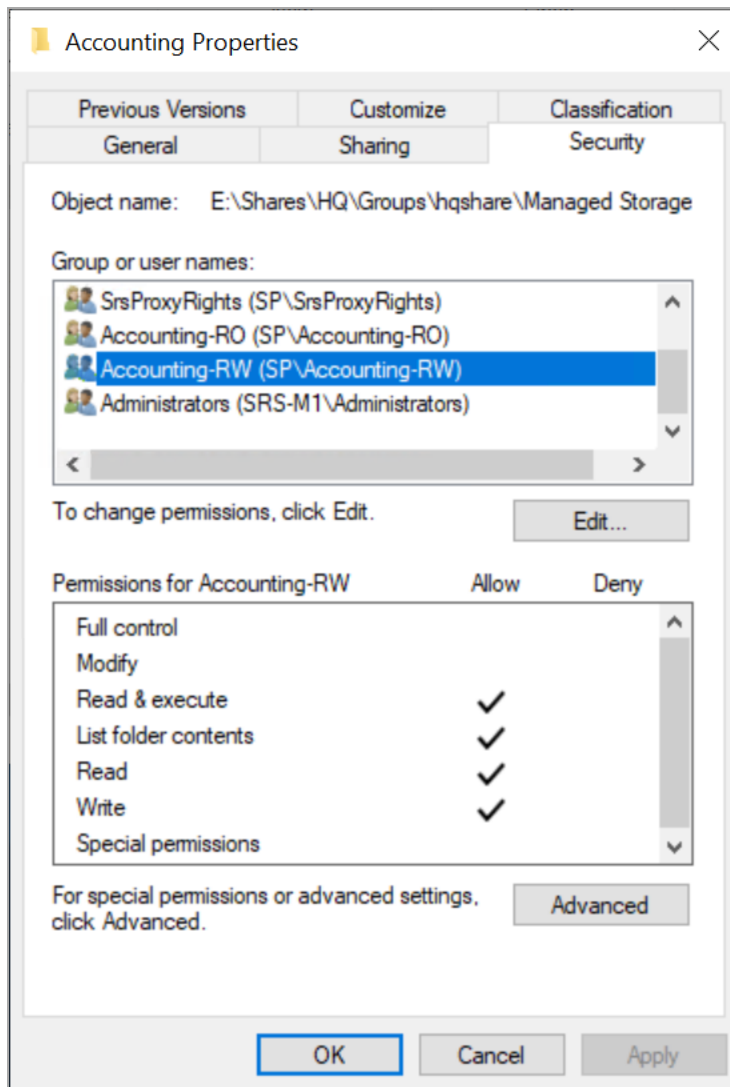 Accounting Properties
Previous Versions Customize Classification
General Sharing Security
Object name: E:\Shares\HQ\Groups\hqshare\Managed Storage
Group or user names:
SrsProxyRights (SP\SrsProxyRights)
Accounting-RO (SP\Accounting-RO)
Accounting-RW (SP\Accounting-RW)
Administrators (SRS-M1\Administrators)
To change permissions, click Edit. Edit...
Permissions for Accounting-RW Allow Deny
Full control
Modify
Read & execute
List folder contents
Read
Write
Special permissions
For special permissions or advanced settings, Advanced
click Advanced.
OK Cancel Apply